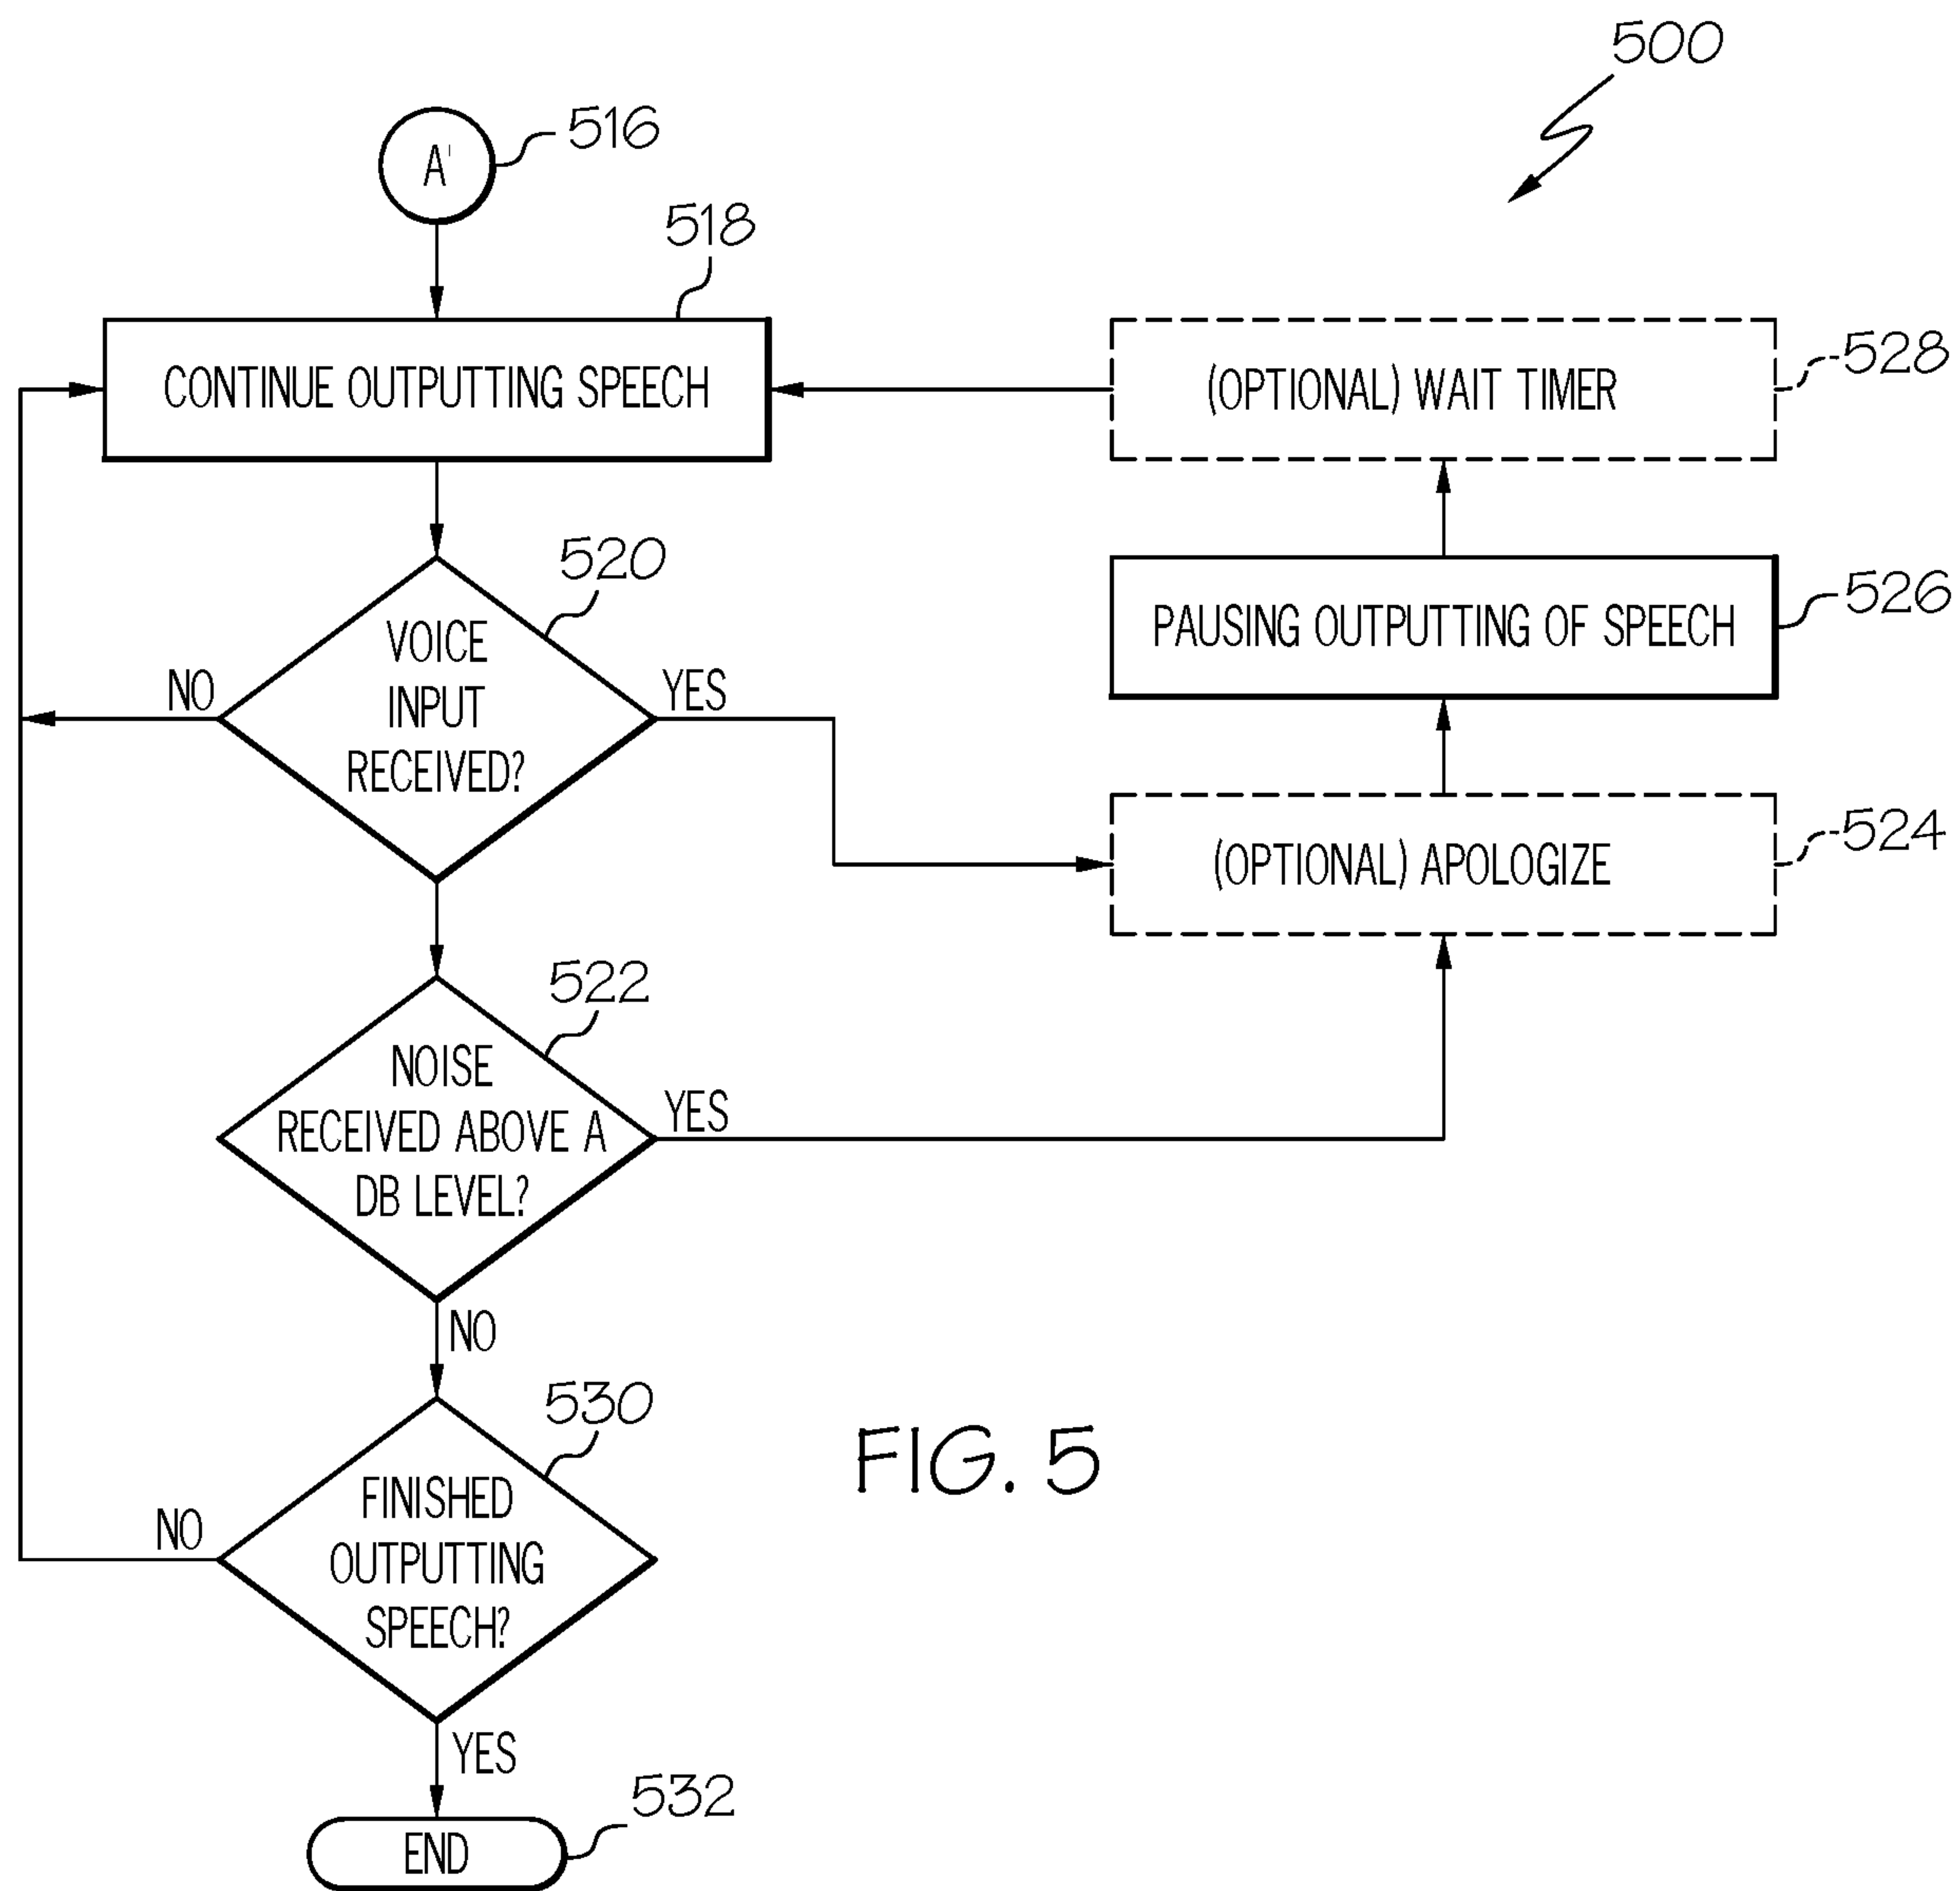 500
A'
516
518
CONTINUE OUTPUTTING SPEECH
(OPTIONAL) WAIT TIMER
528
520
VOICE
INPUT
RECEIVED?
NO
YES
PAUSING OUTPUTTING OF SPEECH
526
(OPTIONAL) APOLOGIZE
524
522
NOISE
RECEIVED ABOVE A
DB LEVEL?
YES
NO
530
FINISHED
OUTPUTTING
SPEECH?
NO
YES
FIG. 5
532
END